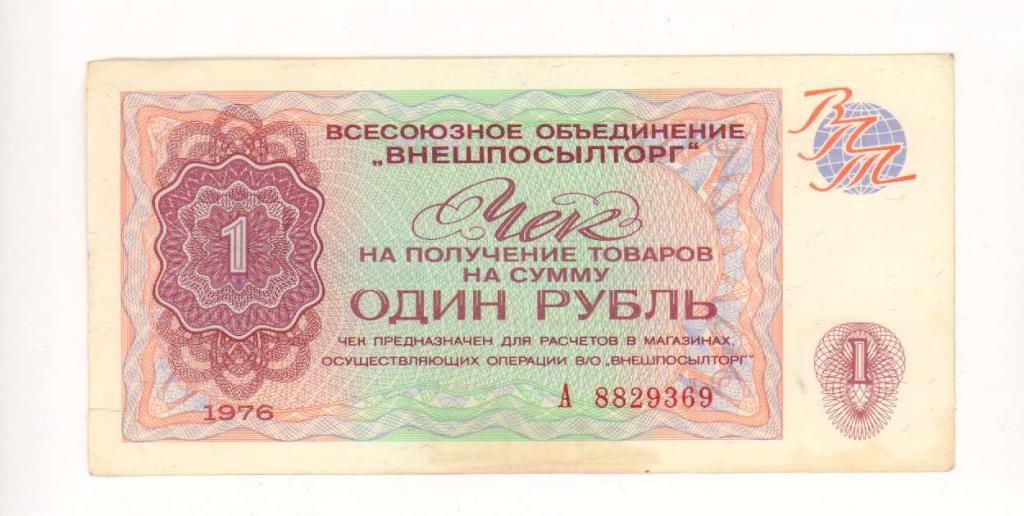 ВСЕСОЮЗНОЕ ОБЪЕДИНЕНИЕ
„ВНЕШПОСЫЛТОРГ“
ВПТ
Чек
НА ПОЛУЧЕНИЕ ТОВАРОВ
НА СУММУ
1
ОДИН РУБЛЬ
ЧЕК ПРЕДНАЗНАЧЕН ДЛЯ РАСЧЕТОВ В МАГАЗИНАХ,
ОСУЩЕСТВЛЯЮЩИХ ОПЕРАЦИИ В/О „ВНЕШПОСЫЛТОРГ“
1
1976
А 8829369